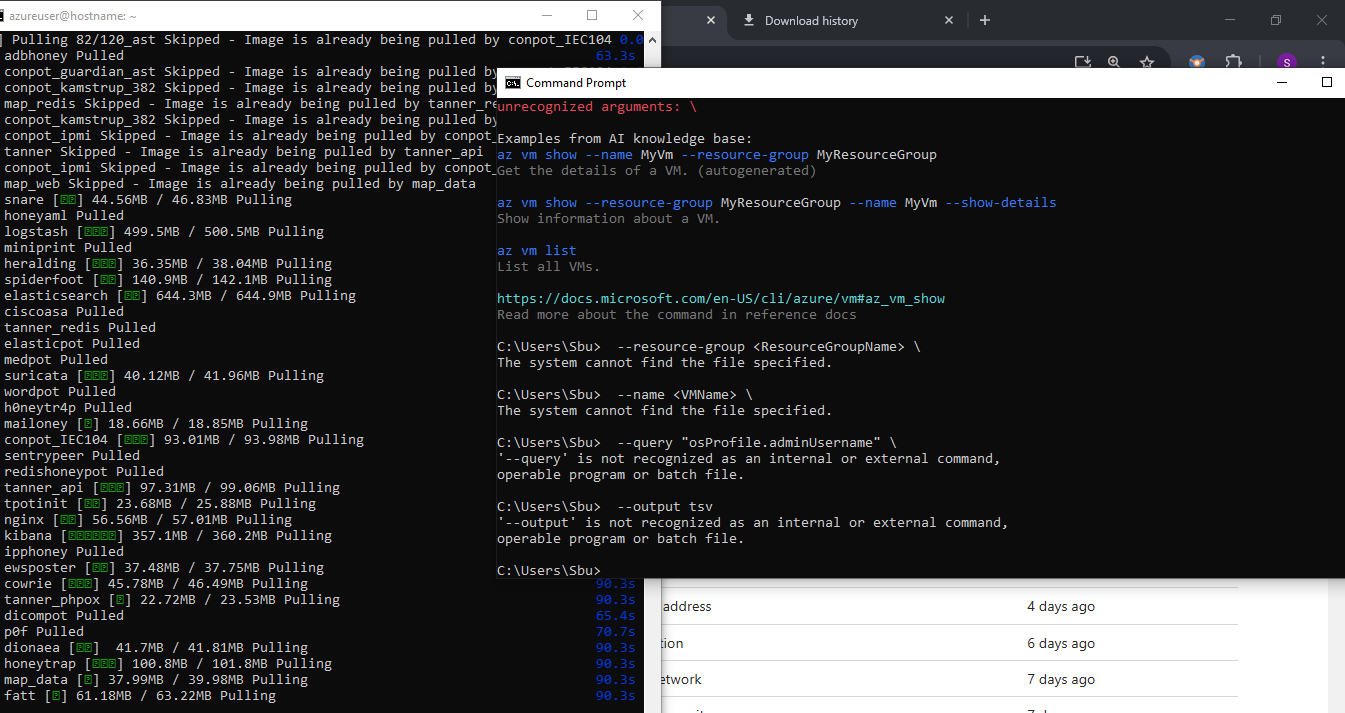 azureuser@hostname: ~
] Pulling 82/120_ast Skipped - Image is already being pulled by conpot_IEC104 0.0
adbhoney Pulled 63.3s
conpot_guardian_ast Skipped - Image is already being pulled by
conpot_kamstrup_382 Skipped - Image is already being pulled by
map_redis Skipped - Image is already being pulled by tanner_re
conpot_kamstrup_382 Skipped - Image is already being pulled by
conpot_ipmi Skipped - Image is already being pulled by conpot_
tanner Skipped - Image is already being pulled by tanner_api
conpot_ipmi Skipped - Image is already being pulled by conpot_
map_web Skipped - Image is already being pulled by map_data
snare [⣿⣿] 44.56MB / 46.83MB Pulling
honeyaml Pulled
logstash [⣿⣿⣿] 499.5MB / 500.5MB Pulling
miniprint Pulled
heralding [⣿⣿⣿] 36.35MB / 38.04MB Pulling
spiderfoot [⣿⣿] 140.9MB / 142.1MB Pulling
elasticsearch [⣿⣿] 644.3MB / 644.9MB Pulling
ciscoasa Pulled
tanner_redis Pulled
elasticpot Pulled
medpot Pulled
suricata [⣿⣿⣿] 40.12MB / 41.96MB Pulling
wordpot Pulled
h0neytr4p Pulled
mailoney [⣿] 18.66MB / 18.85MB Pulling
conpot_IEC104 [⣿⣿⣿] 93.01MB / 93.98MB Pulling
sentrypeer Pulled
redishoneypot Pulled
tanner_api [⣿⣿⣿] 97.31MB / 99.06MB Pulling
tpotinit [⣿⣿] 23.68MB / 25.88MB Pulling
nginx [⣿⣿] 56.56MB / 57.01MB Pulling
kibana [⣿⣿⣿⣿⣿⣿] 357.1MB / 360.2MB Pulling
ipphoney Pulled
ewsposter [⣿⣿] 37.48MB / 37.75MB Pulling
cowrie [⣿⣿⣿] 45.78MB / 46.49MB Pulling 90.3s
tanner_phpox [⣿] 22.72MB / 23.53MB Pulling 90.3s
dicompot Pulled 65.4s
p0f Pulled 70.7s
dionaea [⣿⣿] 41.7MB / 41.81MB Pulling 90.3s
honeytrap [⣿⣿⣿] 100.8MB / 101.8MB Pulling 90.3s
map_data [⣿] 37.99MB / 39.98MB Pulling 90.3s
fatt [⣿] 61.18MB / 63.22MB Pulling 90.3s
Download history
S
Command Prompt
unrecognized arguments: \
Examples from AI knowledge base:
az vm show --name MyVm --resource-group MyResourceGroup
Get the details of a VM. (autogenerated)
az vm show --resource-group MyResourceGroup --name MyVm --show-details
Show information about a VM.
az vm list
List all VMs.
https://docs.microsoft.com/en-US/cli/azure/vm#az_vm_show
Read more about the command in reference docs
C:\Users\Sbu>  --resource-group <ResourceGroupName> \
The system cannot find the file specified.
C:\Users\Sbu>  --name <VMName> \
The system cannot find the file specified.
C:\Users\Sbu>  --query "osProfile.adminUsername" \
'--query' is not recognized as an internal or external command,
operable program or batch file.
C:\Users\Sbu>  --output tsv
'--output' is not recognized as an internal or external command,
operable program or batch file.
C:\Users\Sbu>
address 4 days ago
tion 6 days ago
etwork 7 days ago